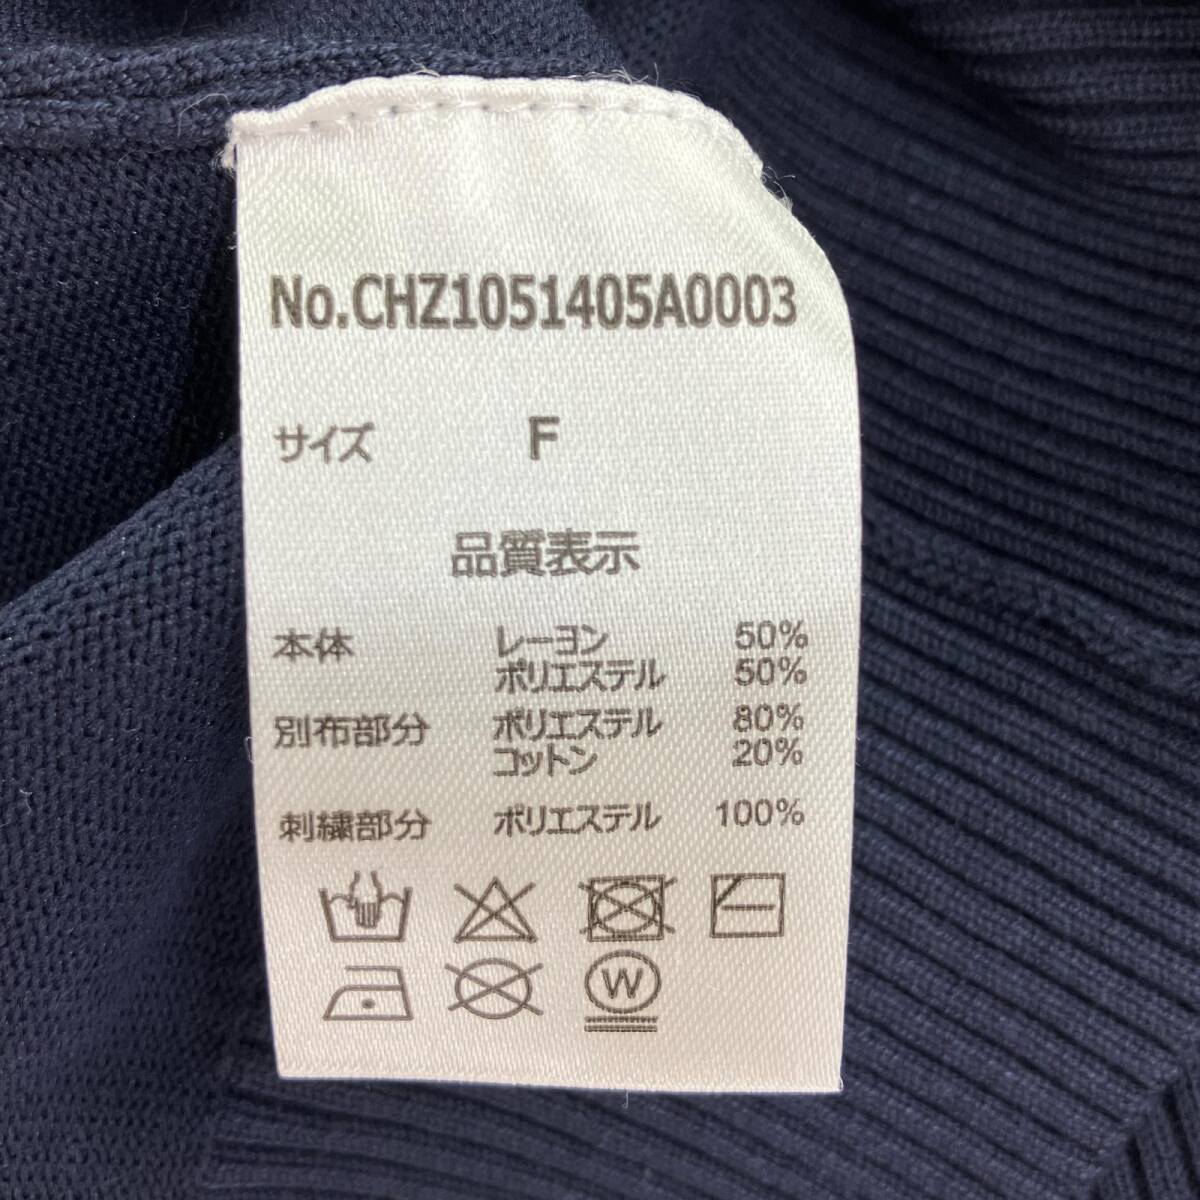 No.CHZ1051405A0003
サイズ F
品質表示
本体 レーヨン 50%
ポリエステル 50%
別布部分 ポリエステル 80%
コットン 20%
刺繍部分 ポリエステル 100%
W